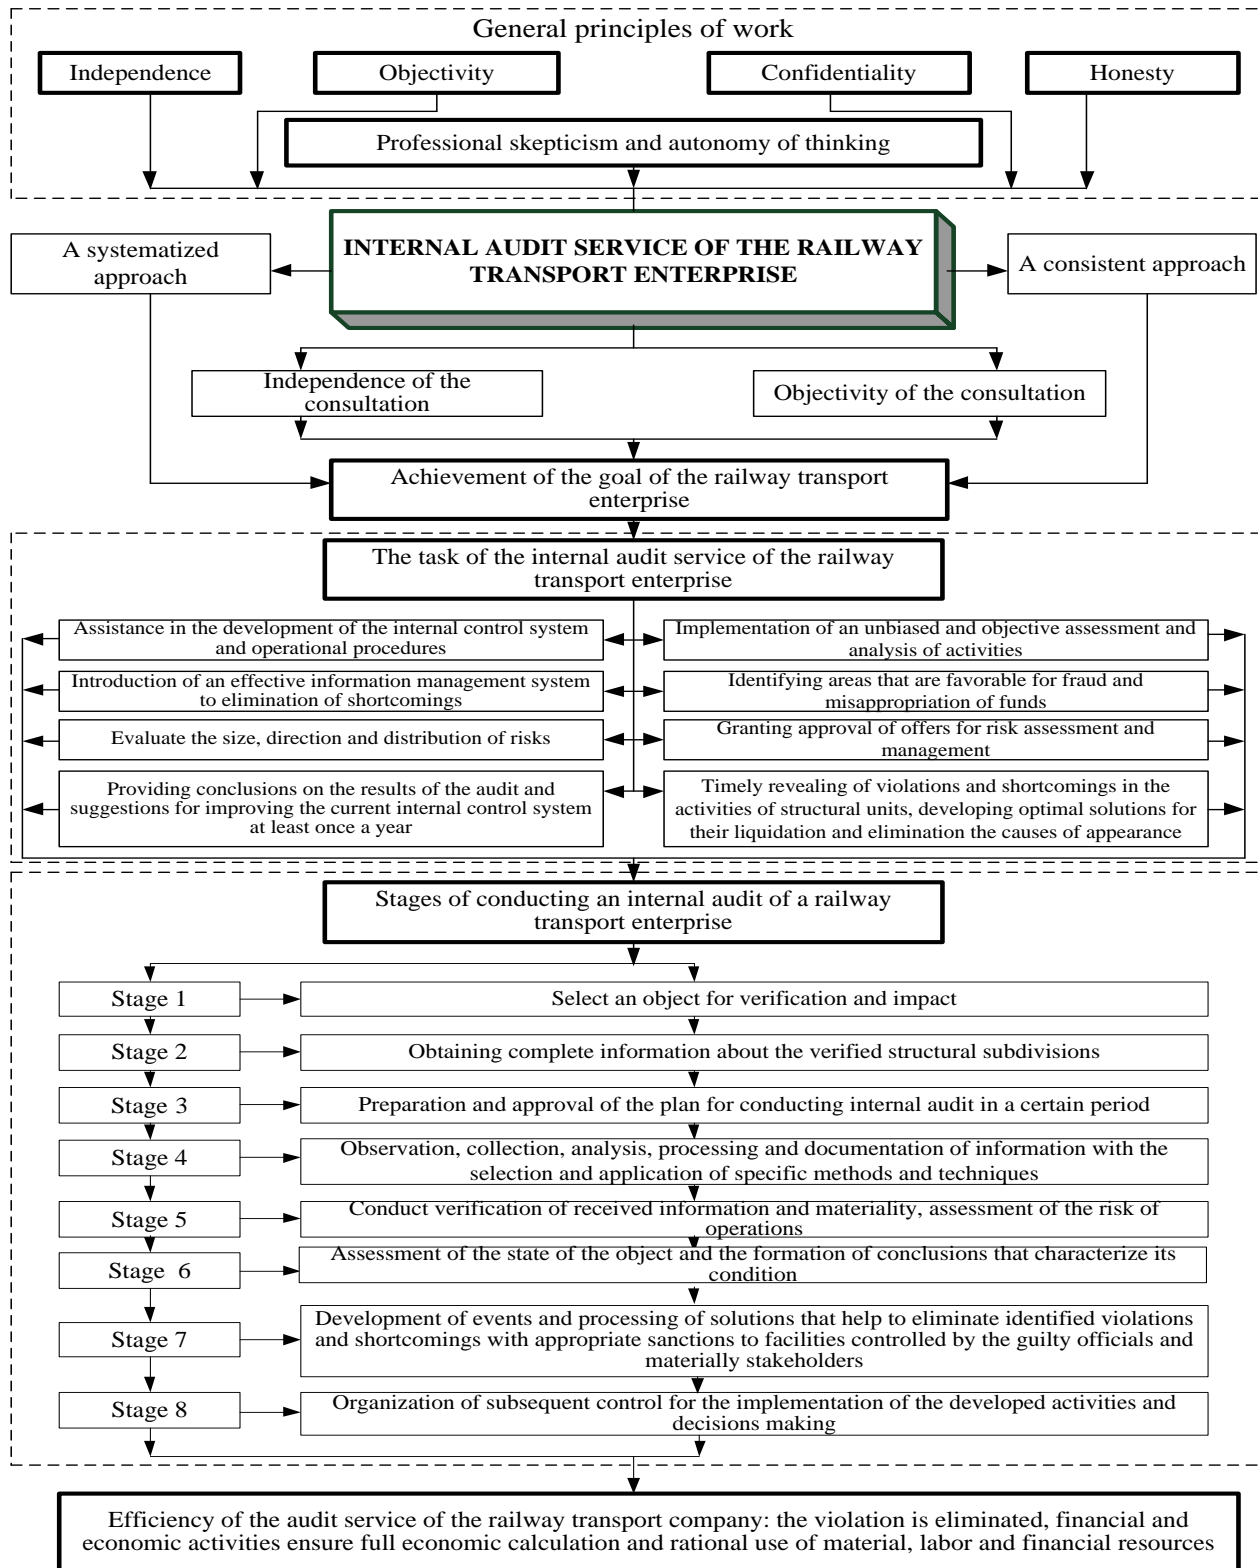 General principles of work
Independence
Objectivity
Confidentiality
Honesty
Professional skepticism and autonomy of thinking
INTERNAL AUDIT SERVICE OF THE RAILWAY
TRANSPORT ENTERPRISE
A systematized
approach
A consistent approach
Independence of the
consultation
Objectivity of the consultation
Achievement of the goal of the railway transport
enterprise
The task of the internal audit service of the railway
transport enterprise
Assistance in the development of the internal control system
and operational procedures
Implementation of an unbiased and objective assessment and
analysis of activities
Introduction of an effective information management system
to elimination of shortcomings
Identifying areas that are favorable for fraud and
misappropriation of funds
Evaluate the size, direction and distribution of risks
Granting approval of offers for risk assessment and
management
Providing conclusions on the results of the audit and
suggestions for improving the current internal control system
at least once a year
Timely revealing of violations and shortcomings in the
activities of structural units, developing optimal solutions for
their liquidation and elimination the causes of appearance
Stages of conducting an internal audit of a railway
transport enterprise
Stage 1
Select an object for verification and impact
Stage 2
Obtaining complete information about the verified structural subdivisions
Stage 3
Preparation and approval of the plan for conducting internal audit in a certain period
Stage 4
Observation, collection, analysis, processing and documentation of information with the
selection and application of specific methods and techniques
Stage 5
Conduct verification of received information and materiality, assessment of the risk of
operations
Stage 6
Assessment of the state of the object and the formation of conclusions that characterize its
condition
Stage 7
Development of events and processing of solutions that help to eliminate identified violations
and shortcomings with appropriate sanctions to facilities controlled by the guilty officials and
materially stakeholders
Stage 8
Organization of subsequent control for the implementation of the developed activities and
decisions making
Efficiency of the audit service of the railway transport company: the violation is eliminated, financial and
economic activities ensure full economic calculation and rational use of material, labor and financial resources